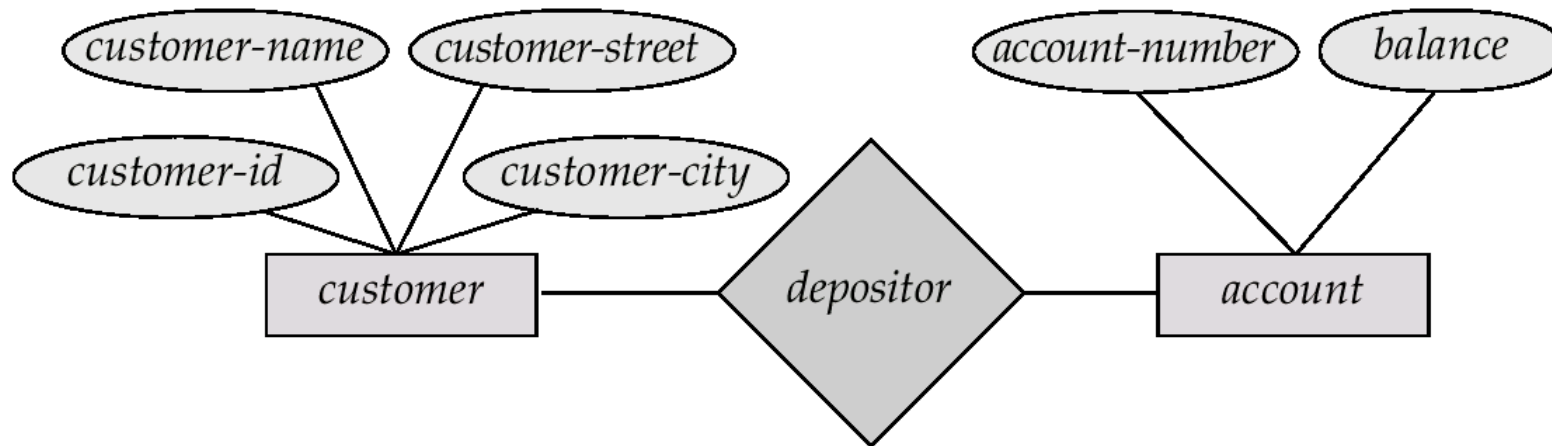 customer-name
customer-street
account-number
balance
customer-id
customer-city
customer
depositor
account